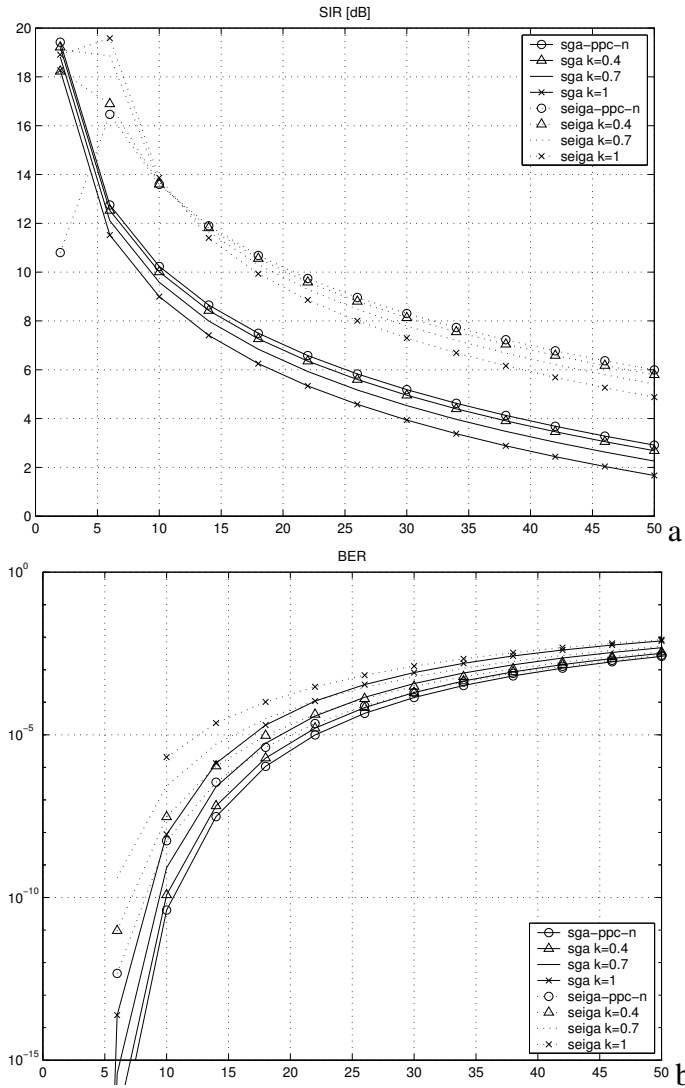 SIR [dB]
20
18
16
14
12
10
8
6
4
2
0
sga-ppc-n
sga k=0.4
sga k=0.7
sga k=1
seiga-ppc-n
seiga k=0.4
seiga k=0.7
seiga k=1
0 5 10 15 20 25 30 35 40 45 50
a
BER
10^0
10^-5
10^-10
10^-15
sga-ppc-n
sga k=0.4
sga k=0.7
sga k=1
seiga-ppc-n
seiga k=0.4
seiga k=0.7
seiga k=1
0 5 10 15 20 25 30 35 40 45 50
b